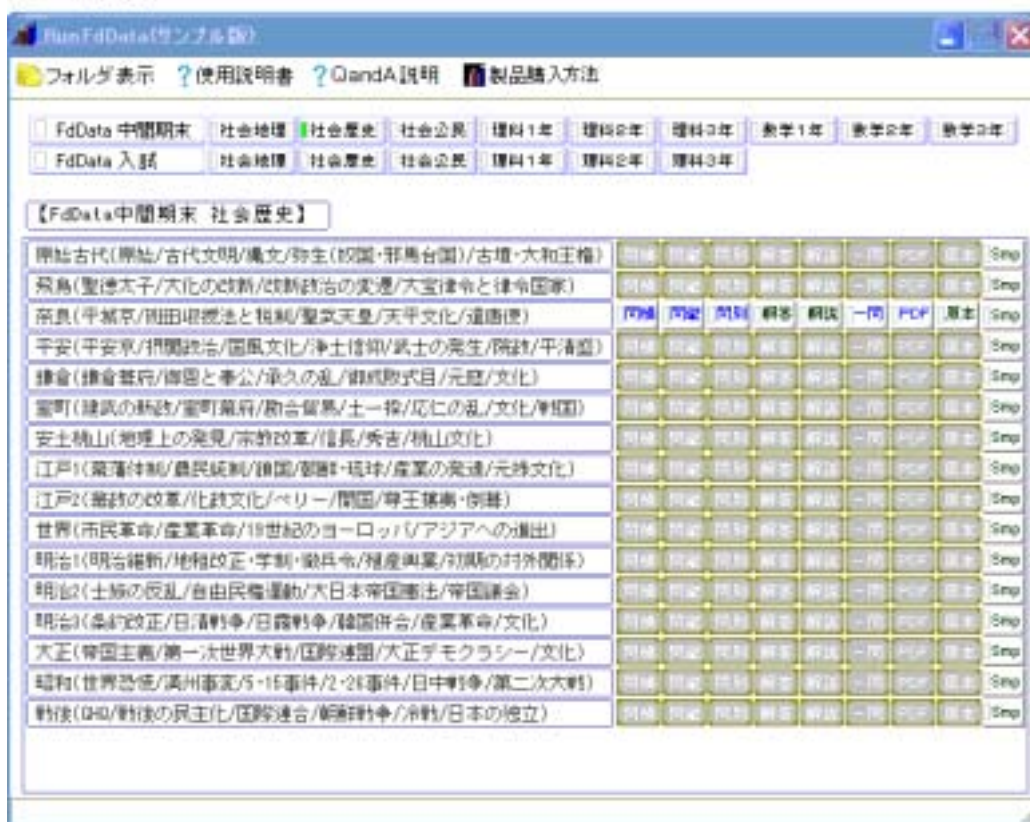 RunFdData(サンプル版)
フォルダ表示 ?使用説明書 ?QandA説明 製品購入方法
FdData 中間期末 社会地理 社会歴史 社会公民 理科1年 理科2年 理科3年 数学1年 数学2年 数学3年
FdData 入試 社会地理 社会歴史 社会公民 理科1年 理科2年 理科3年
【FdData中間期末 社会歴史】
原始古代(原始/古代文明/縄文/弥生(奴国・邪馬台国)/古墳・大和王権) Smp
飛鳥(聖徳太子/大化の改新/改新政治の変遷/大宝律令と律令国家) Smp
奈良(平城京/班田収授法と税制/聖武天皇/天平文化/遣唐使) 問別 解答 解説 一問 PDF 原本 Smp
平安(平安京/摂関政治/国風文化/浄土信仰/武士の発生/院政/平清盛) Smp
鎌倉(鎌倉幕府/御恩と奉公/承久の乱/御成敗式目/元寇/文化) Smp
室町(建武の新政/室町幕府/勘合貿易/土一揆/応仁の乱/文化/戦国) Smp
安土桃山(地理上の発見/宗教改革/信長/秀吉/桃山文化) Smp
江戸1(幕藩体制/農民統制/鎖国/朝鮮・琉球/産業の発達/元禄文化) Smp
江戸2(幕政の改革/化政文化/ペリー/開国/尊王攘夷・倒幕) Smp
世界(市民革命/産業革命/19世紀のヨーロッパ/アジアへの進出) Smp
明治1(明治維新/地租改正・学制・徴兵令/殖産興業/初期の対外関係) Smp
明治2(士族の反乱/自由民権運動/大日本帝国憲法/帝国議会) Smp
明治3(条約改正/日清戦争/日露戦争/韓国併合/産業革命/文化) Smp
大正(帝国主義/第一次世界大戦/国際連盟/大正デモクラシー/文化) Smp
昭和(世界恐慌/満州事変/5・15事件/2・26事件/日中戦争/第二次大戦) Smp
戦後(GHQ/戦後の民主化/国際連合/朝鮮戦争/冷戦/日本の独立) Smp